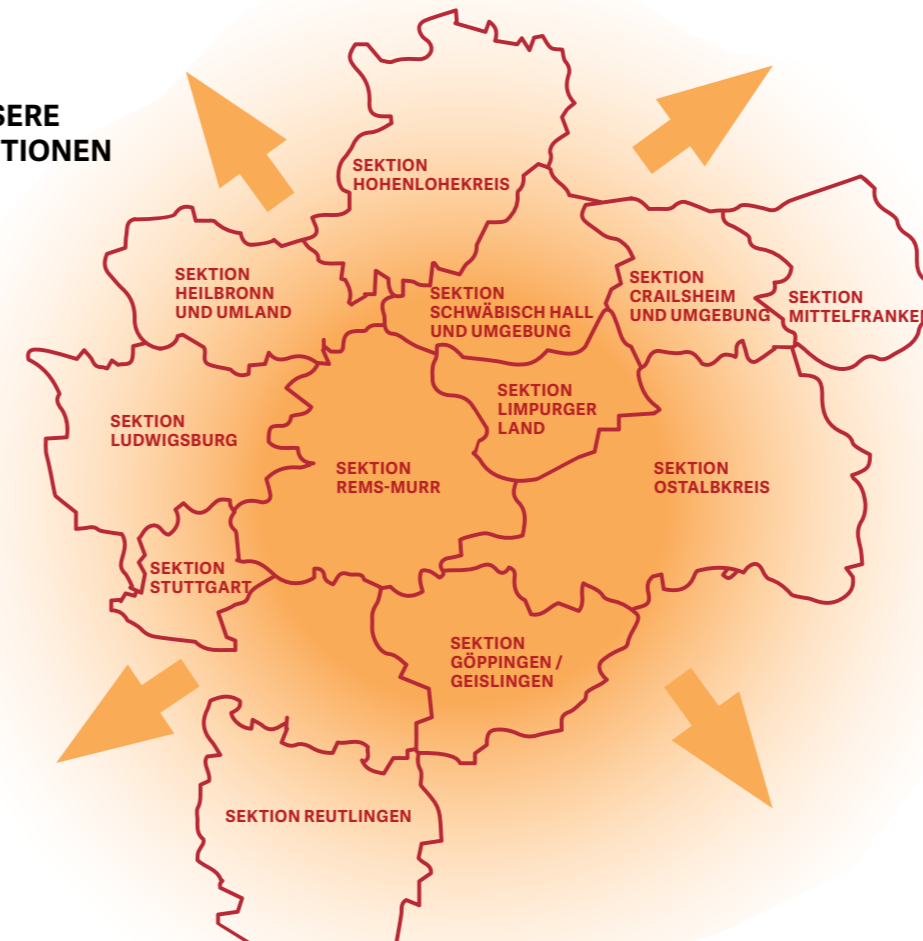 SERE
TIONEN
SEKTION
HOHENLOHEKREIS
SEKTION
HEILBRONN
UND UMLAND
SEKTION
SCHWÄBISCH HALL
UND UMGEBUNG
SEKTION
CRAILSHEIM
UND UMGEBUNG
SEKTION
MITTELFRANKEN
SEKTION
LIMPURGER
LAND
SEKTION
LUDWIGSBURG
SEKTION
REMS-MURR
SEKTION
OSTALBKREIS
SEKTION
STUTTGART
SEKTION
GÖPPINGEN /
GEISLINGEN
SEKTION REUTLINGEN